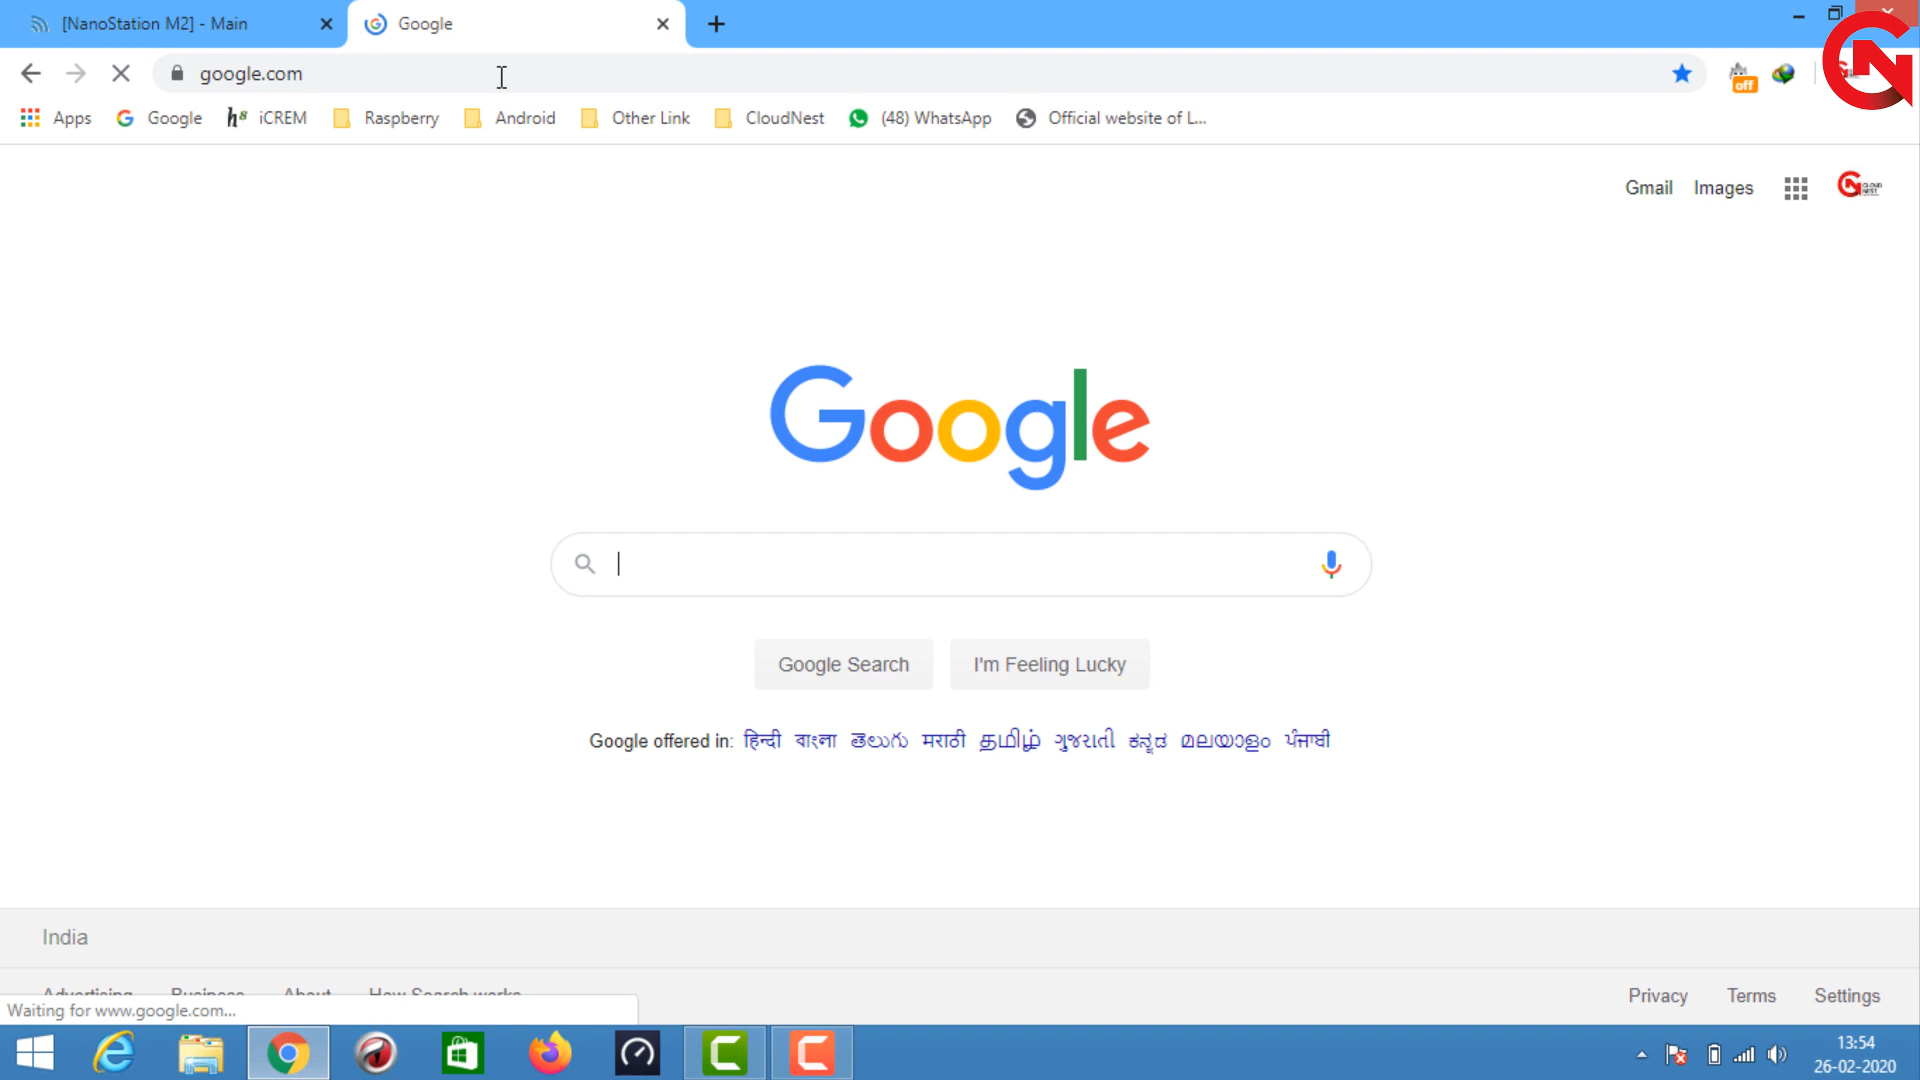 [NanoStation M2] - Main
Google
google.com
off
Apps
Google
iCREM
Raspberry
Android
Other Link
CloudNest
(48) WhatsApp
Official website of L...
Gmail
Images
Google
Google Search
I'm Feeling Lucky
Google offered in: हिन्दी বাংলা తెలుగు मराठी தமிழ் ગુજરાતી ಕನ್ನಡ മലയാളം ਪੰਜਾਬੀ
India
Advertising Business About How Search works
Privacy Terms Settings
Waiting for www.google.com...
13:54
26-02-2020